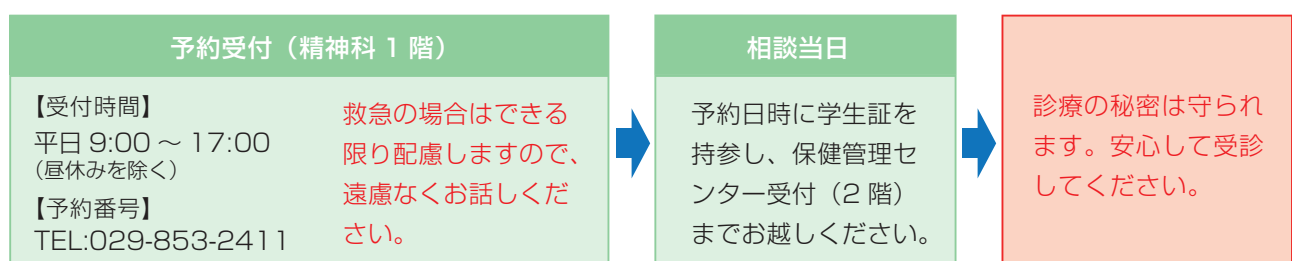 予約受付（精神科 1 階）
【受付時間】
平日 9:00 ～ 17:00
（昼休みを除く）
【予約番号】
TEL:029-853-2411
救急の場合はできる
限り配慮しますので、
遠慮なくお話しくだ
さい。
相談当日
予約日時に学生証を
持参し、保健管理セ
ンター受付（2 階）
までお越しください。
診療の秘密は守られ
ます。安心して受診
してください。